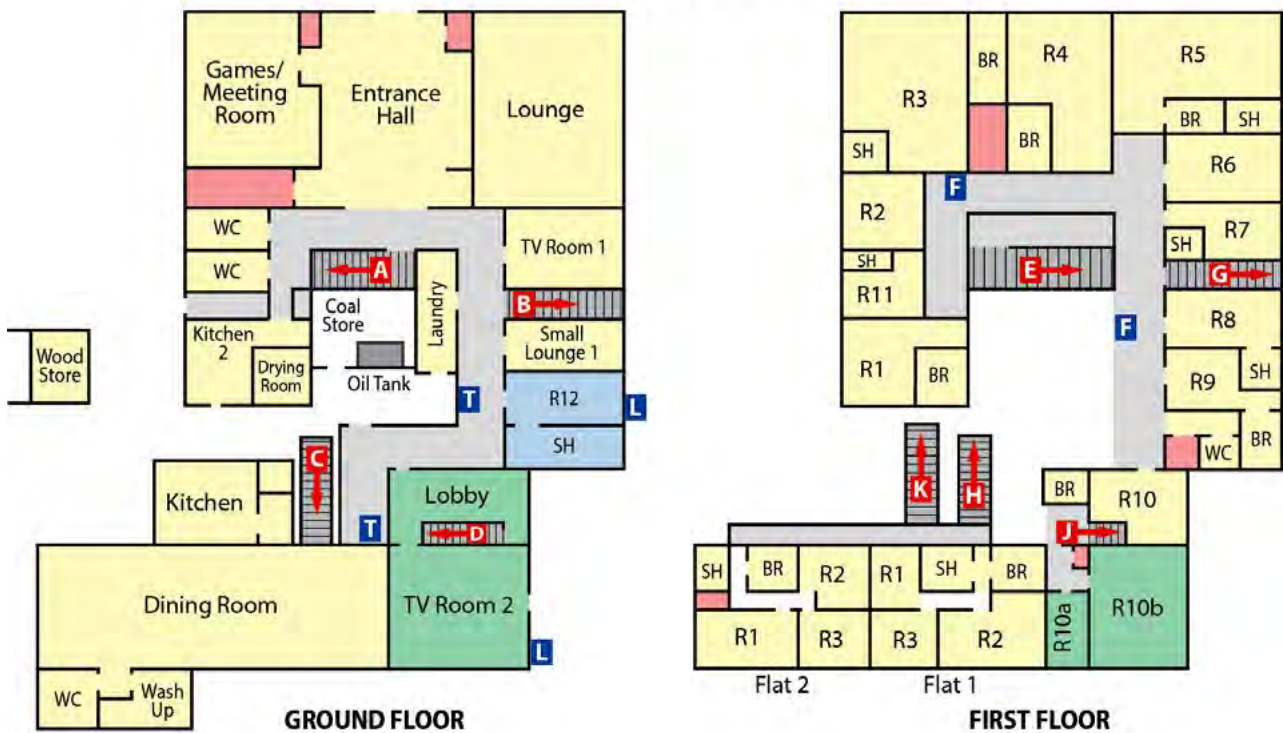 Games/
Meeting
Room
Entrance
Hall
Lounge
WC
WC
TV Room 1
A
B
Coal
Store
Laundry
Kitchen
2
Drying
Room
Oil Tank
Small
Lounge 1
Wood
Store
T
R12
L
SH
C
Kitchen
Lobby
T
D
Dining Room
TV Room 2
L
WC
Wash
Up
GROUND FLOOR
R3
BR
R4
R5
BR
BR
SH
SH
R6
F
R2
R7
SH
SH
E
G
R11
F
R8
R1
BR
R9
SH
BR
WC
K
H
BR
R10
J
SH
BR
R2
R1
SH
BR
R1
R3
R3
R2
R10a
R10b
Flat 2
Flat 1
FIRST FLOOR